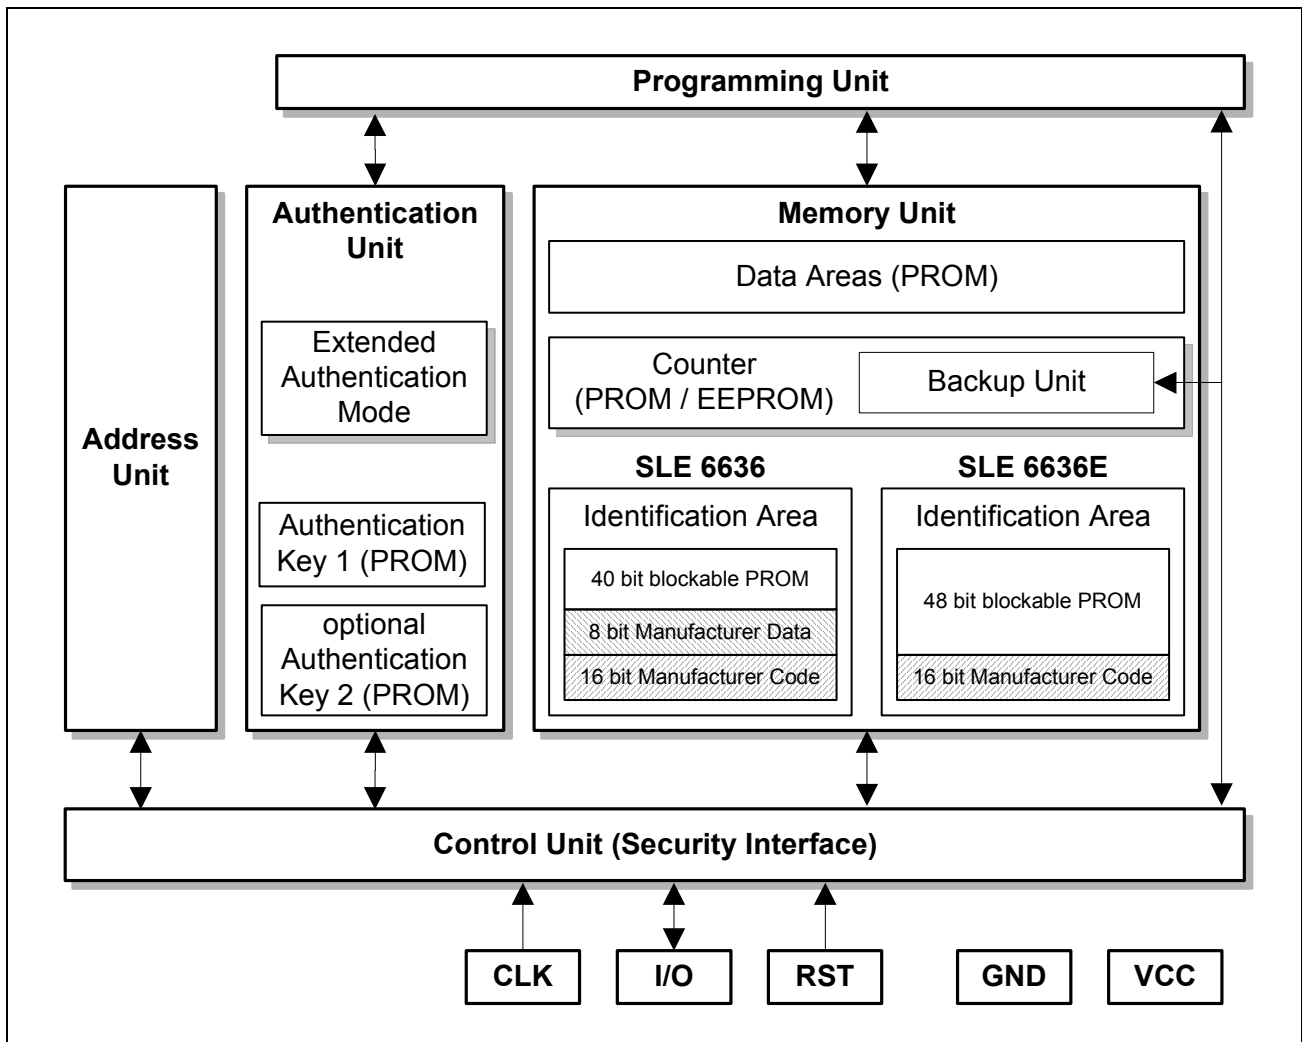 Programming Unit
Address
Unit
Authentication
Unit
Extended
Authentication
Mode
Authentication
Key 1 (PROM)
optional
Authentication
Key 2 (PROM)
Memory Unit
Data Areas (PROM)
Counter
(PROM / EEPROM)
Backup Unit
SLE 6636
Identification Area
40 bit blockable PROM
8 bit Manufacturer Data
16 bit Manufacturer Code
SLE 6636E
Identification Area
48 bit blockable PROM
16 bit Manufacturer Code
Control Unit (Security Interface)
CLK
I/O
RST
GND
VCC